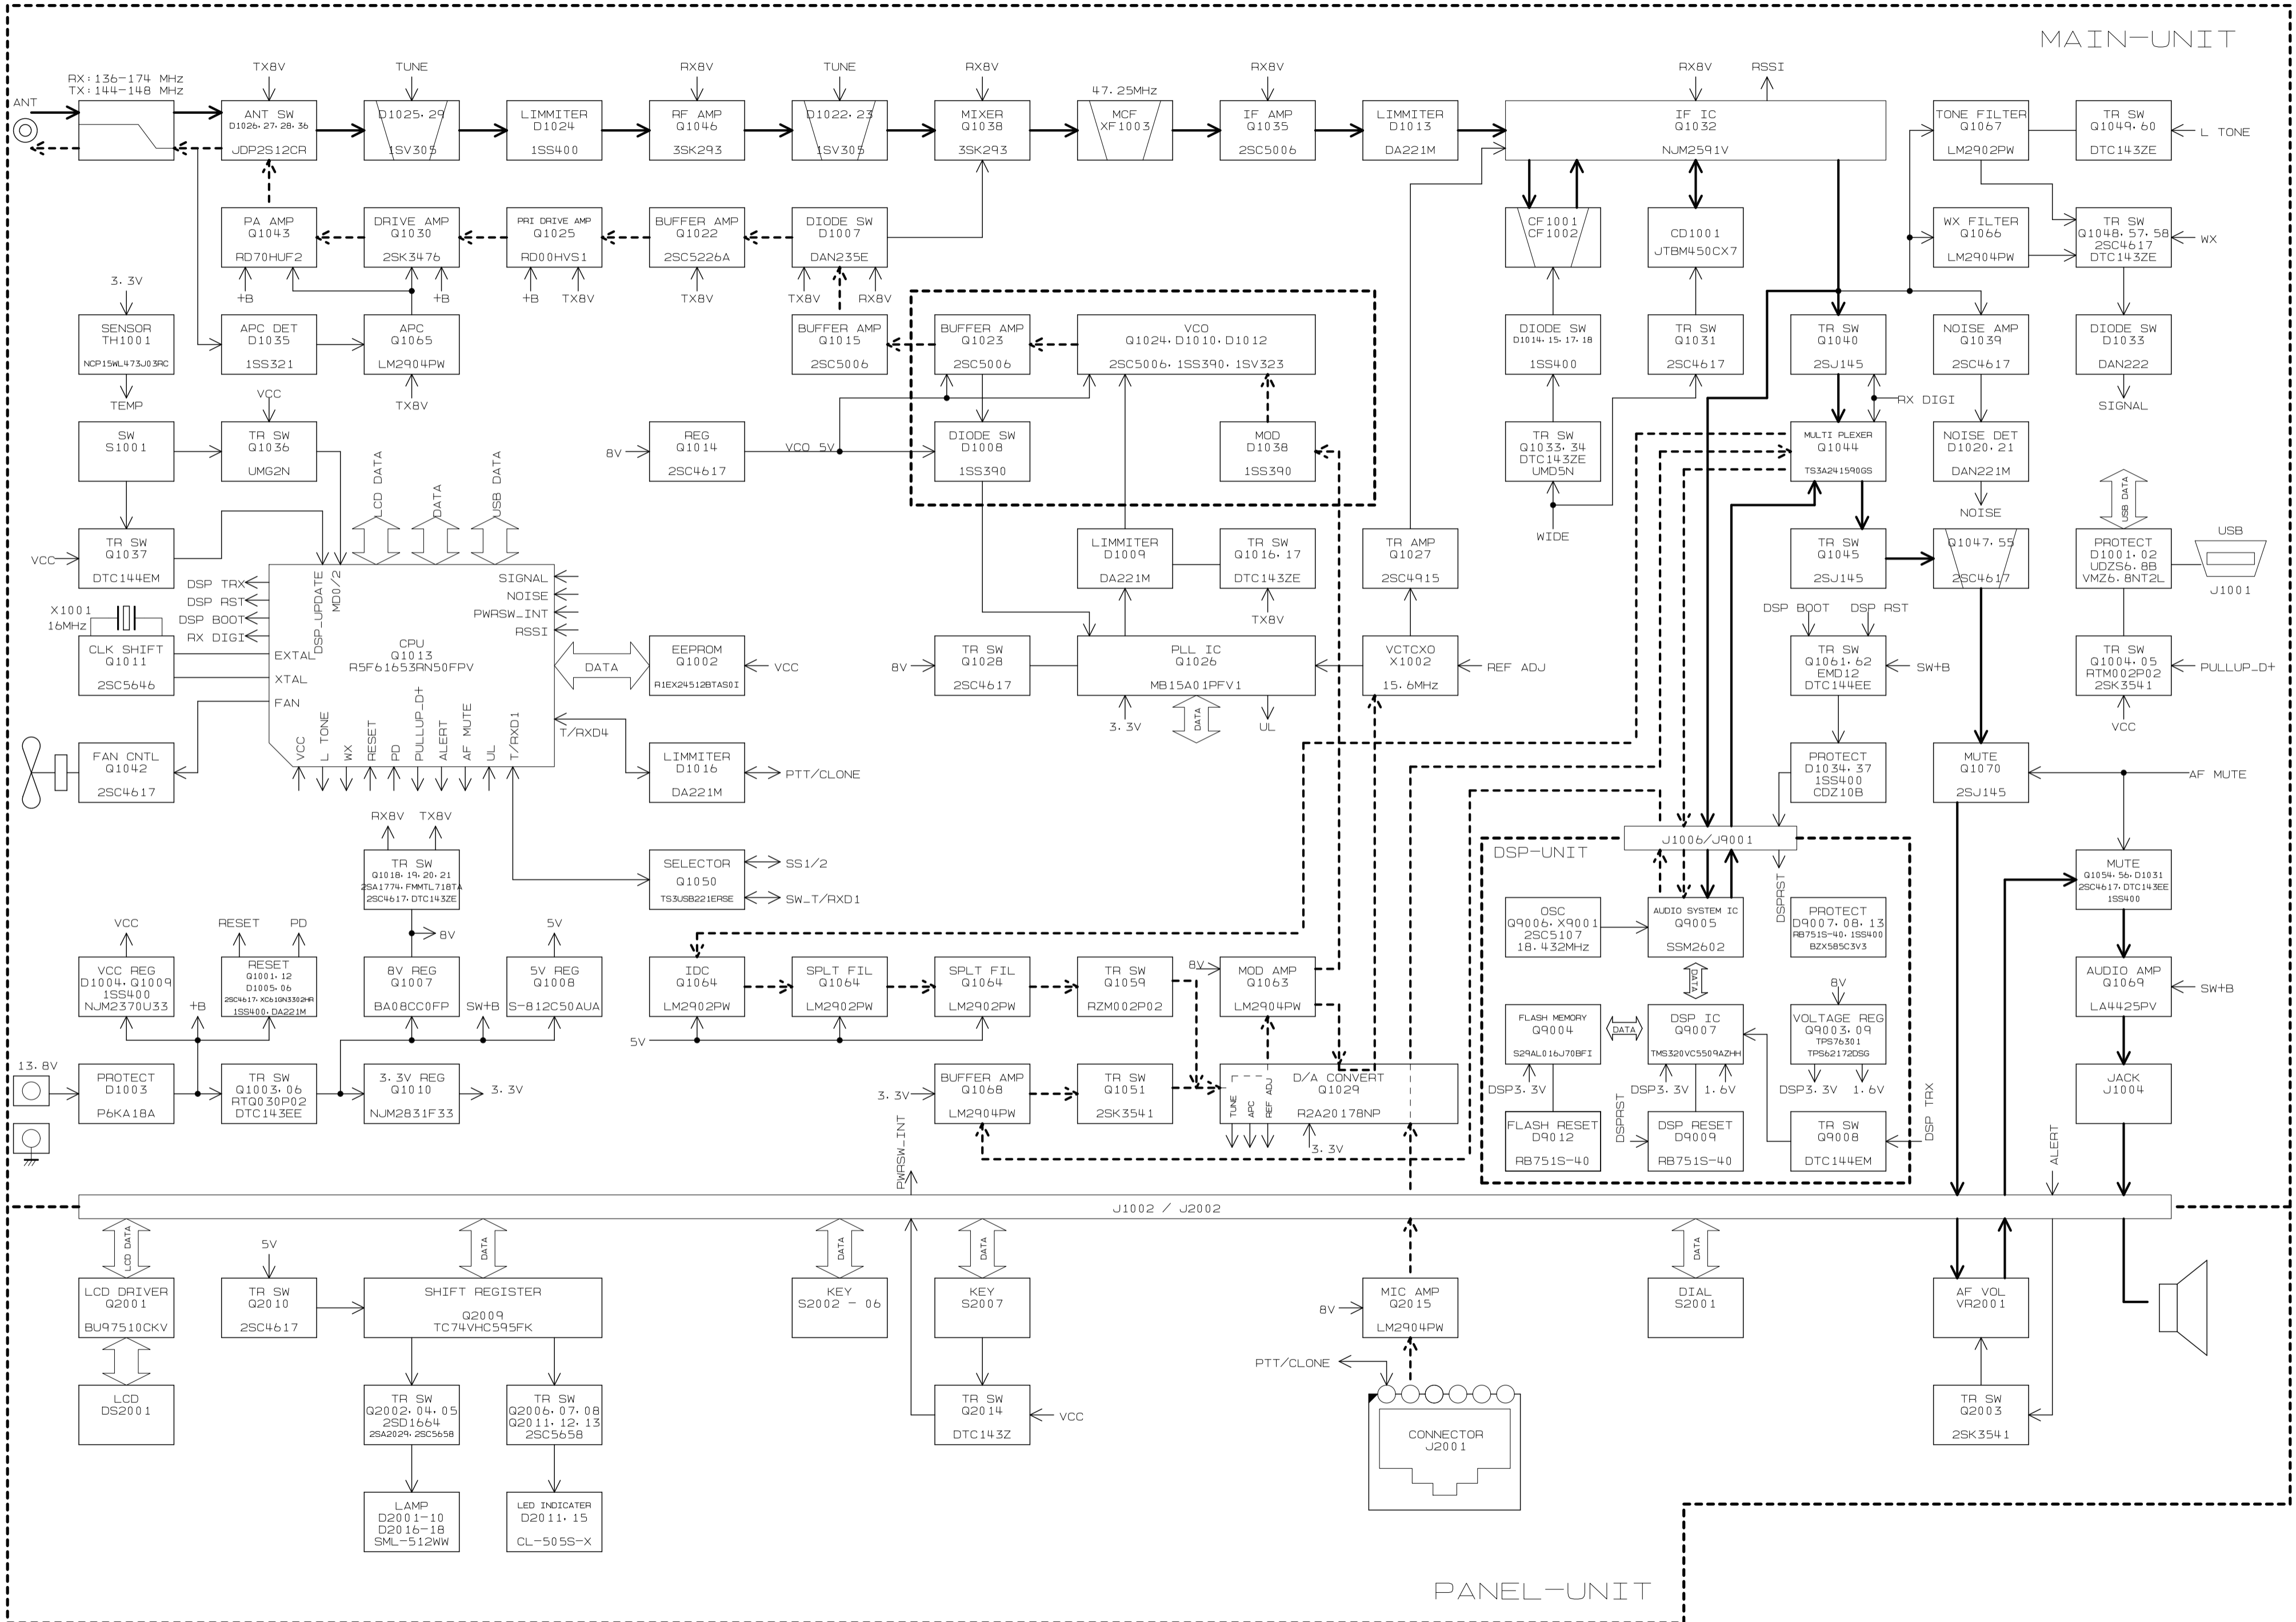 MAIN-UNIT
RX:136-174 MHz
TX:144-148 MHz
ANT
TX8V
TUNE
RX8V
TUNE
RX8V
47.25MHz
RX8V
RX8V
RSSI
ANT SW
D1026,27,28,36
JDP2S12CR
D1025,29
1SV305
LIMMITER
D1024
1SS400
RF AMP
Q1046
3SK293
D1022,23
1SV305
MIXER
Q1038
3SK293
MCF
XF1003
IF AMP
Q1035
2SC5006
LIMMITER
D1013
DA221M
IF IC
Q1032
NJM2591V
TONE FILTER
Q1067
LM2902PW
TR SW
Q1049,60
DTC143ZE
L TONE
PA AMP
Q1043
RD70HUF2
DRIVE AMP
Q1030
2SK3476
PRI DRIVE AMP
Q1025
RD00HVS1
BUFFER AMP
Q1022
2SC5226A
DIODE SW
D1007
DAN235E
CF1001
CF1002
CD1001
JTBM450CX7
WX FILTER
Q1066
LM2904PW
TR SW
Q1048,57,58
2SC4617
DTC143ZE
WX
3.3V
+B
+B
+B
TX8V
TX8V
TX8V
RX8V
SENSOR
TH1001
NCP15WL473J03RC
TEMP
APC DET
D1035
1SS321
APC
Q1065
LM2904PW
TX8V
BUFFER AMP
Q1015
2SC5006
BUFFER AMP
Q1023
2SC5006
VCO
Q1024,D1010,D1012
2SC5006,1SS390,1SV323
DIODE SW
D1014,15,17,18
1SS400
TR SW
Q1031
2SC4617
TR SW
Q1040
2SJ145
NOISE AMP
Q1039
2SC4617
DIODE SW
D1033
DAN222
SIGNAL
RX DIGI
VCC
SW
S1001
TR SW
Q1036
UMG2N
8V
REG
Q1014
2SC4617
VCO 5V
DIODE SW
D1008
1SS390
MOD
D1038
1SS390
TR SW
Q1033,34
DTC143ZE
UMD5N
WIDE
MULTI PLEXER
Q1044
TS3A24159DGS
NOISE DET
D1020,21
DAN221M
NOISE
LCD DATA
DATA
USB DATA
USB DATA
VCC
TR SW
Q1037
DTC144EM
LIMMITER
D1009
DA221M
TR SW
Q1016,17
DTC143ZE
TX8V
TR AMP
Q1027
2SC4915
TR SW
Q1045
2SJ145
Q1047,55
2SC4617
PROTECT
D1001,02
UDZS6.8B
VMZ6.8NT2L
USB
J1001
DSP TRX
DSP RST
DSP BOOT
RX DIGI
DSP_UPDATE
MD0/2
SIGNAL
NOISE
PWRSW_INT
RSSI
X1001
16MHz
CLK SHIFT
Q1011
2SC5646
EXTAL
XTAL
FAN
CPU
Q1013
R5F61653RN50FPV
DATA
EEPROM
Q1002
R1EX24512BTAS0I
VCC
8V
TR SW
Q1028
2SC4617
PLL IC
Q1026
MB15A01PFV1
3.3V
DATA
UL
VCTCXO
X1002
15.6MHz
REF ADJ
DSP BOOT
DSP RST
TR SW
Q1061,62
EMD12
DTC144EE
SW+B
TR SW
Q1004,05
RTM002P02
2SK3541
PULLUP_D+
VCC
VCC
L TONE
WX
RESET
PD
PULLUP_D+
ALERT
AF MUTE
UL
T/RXD1
T/RXD4
FAN CNTL
Q1042
2SC4617
LIMMITER
D1016
DA221M
PTT/CLONE
PROTECT
D1034,37
1SS400
CDZ10B
MUTE
Q1070
2SJ145
AF MUTE
RX8V
TX8V
TR SW
Q1018,19,20,21
2SA1774,FMMTL718TA
2SC4617,DTC143ZE
SELECTOR
Q1050
TS3USB221ERSE
SS1/2
SW_T/RXD1
J1006/J9001
DSP-UNIT
DSPRST
MUTE
Q1054,56,D1031
2SC4617,DTC143EE
1SS400
VCC
RESET
PD
8V
5V
VCC REG
D1004,Q1009
1SS400
NJM2370U33
RESET
Q1001,12
D1005,06
2SC4617,XC61GN3302HR
1SS400,DA221M
8V REG
Q1007
BA08CC0FP
5V REG
Q1008
S-812C50AUA
IDC
Q1064
LM2902PW
SPLT FIL
Q1064
LM2902PW
SPLT FIL
Q1064
LM2902PW
TR SW
Q1059
RZM002P02
8V
MOD AMP
Q1063
LM2904PW
OSC
Q9006,X9001
2SC5107
18.432MHz
AUDIO SYSTEM IC
Q9005
SSM2602
PROTECT
D9007,08,13
RB751S-40,1SS400
BZX585C3V3
AUDIO AMP
Q1069
LA4425PV
SW+B
+B
SW+B
5V
DATA
8V
13.8V
PROTECT
D1003
P6KA18A
TR SW
Q1003,06
RTQ030P02
DTC143EE
3.3V REG
Q1010
NJM2831F33
3.3V
3.3V
BUFFER AMP
Q1068
LM2904PW
TR SW
Q1051
2SK3541
D/A CONVERT
Q1029
R2A20178NP
TUNE
APC
REF ADJ
3.3V
FLASH MEMORY
Q9004
S29AL016J70BFI
DATA
DSP IC
Q9007
TMS320VC5509AZHH
VOLTAGE REG
Q9003,09
TPS76301
TPS62172DSG
DSP3.3V
DSP3.3V
1.6V
DSP3.3V
1.6V
JACK
J1004
FLASH RESET
D9012
RB751S-40
DSPRST
DSP RESET
D9009
RB751S-40
TR SW
Q9008
DTC144EM
DSP TRX
ALERT
PWRSW_INT
J1002 / J2002
LCD DATA
5V
DATA
DATA
DATA
DATA
LCD DRIVER
Q2001
BU97510CKV
TR SW
Q2010
2SC4617
SHIFT REGISTER
Q2009
TC74VHC595FK
KEY
S2002 - 06
KEY
S2007
8V
MIC AMP
Q2015
LM2904PW
DIAL
S2001
AF VOL
VR2001
PTT/CLONE
LCD
DS2001
TR SW
Q2002,04,05
2SD1664
2SA2029,2SC5658
TR SW
Q2006,07,08
Q2011,12,13
2SC5658
TR SW
Q2014
DTC143Z
VCC
CONNECTOR
J2001
TR SW
Q2003
2SK3541
LAMP
D2001-10
D2016-18
SML-512WW
LED INDICATER
D2011,15
CL-505S-X
PANEL-UNIT